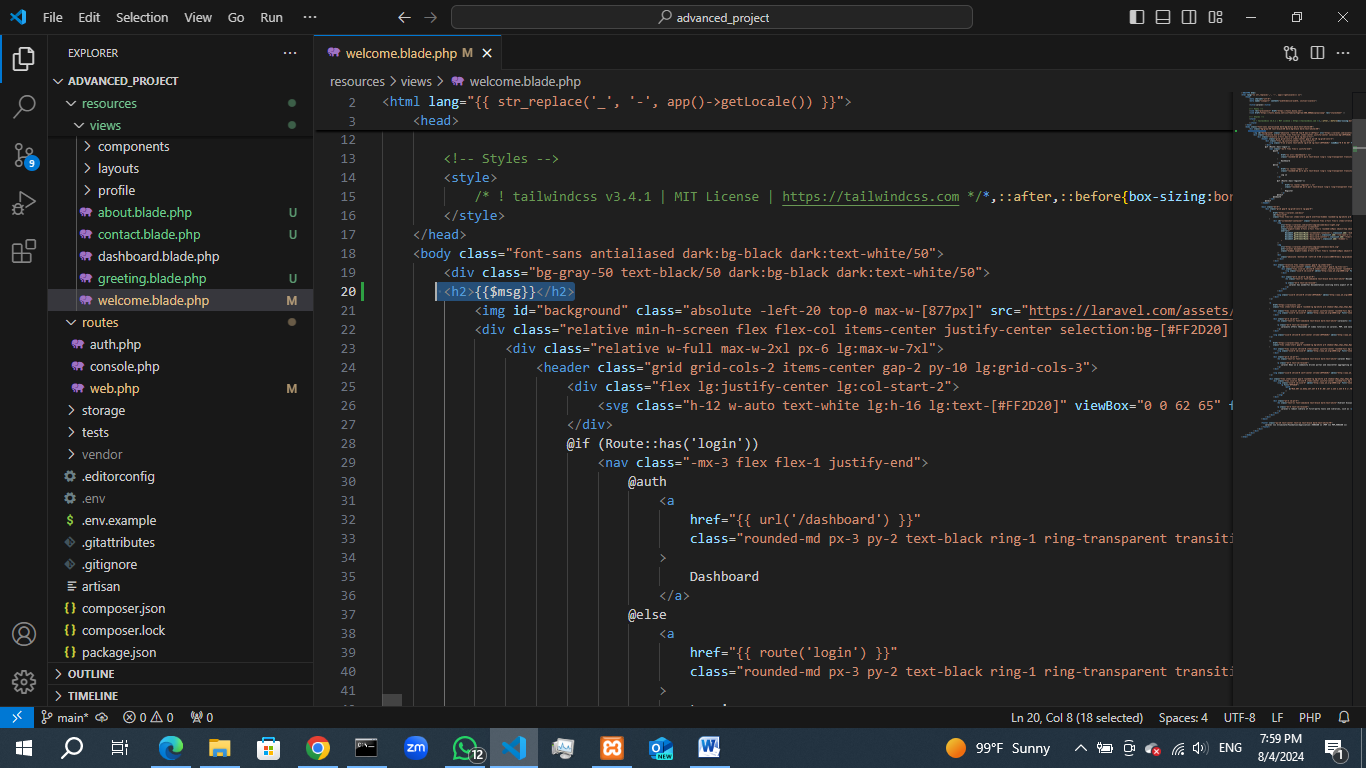 File Edit Selection View Go Run ···
advanced_project
EXPLORER ···
ADVANCED_PROJECT
resources
views
components
layouts
profile
about.blade.php U
contact.blade.php U
dashboard.blade.php
greeting.blade.php U
welcome.blade.php M
routes
auth.php
console.php
web.php M
storage
tests
vendor
.editorconfig
.env
$ .env.example
.gitattributes
.gitignore
artisan
{} composer.json
{} composer.lock
{} package.json
OUTLINE
TIMELINE
9
welcome.blade.php M
resources > views > welcome.blade.php
2 <html lang="{{ str_replace('_', '-', app()->getLocale()) }}">
3 <head>
12
13 <!-- Styles -->
14 <style>
15 /* ! tailwindcss v3.4.1 | MIT License | https://tailwindcss.com */*,::after,::before{box-sizing:bor
16 </style>
17 </head>
18 <body class="font-sans antialiased dark:bg-black dark:text-white/50">
19 <div class="bg-gray-50 text-black/50 dark:bg-black dark:text-white/50">
20 <h2>{{$msg}}</h2>
21 <img id="background" class="absolute -left-20 top-0 max-w-[877px]" src="https://laravel.com/assets/
22 <div class="relative min-h-screen flex flex-col items-center justify-center selection:bg-[#FF2D20]
23 <div class="relative w-full max-w-2xl px-6 lg:max-w-7xl">
24 <header class="grid grid-cols-2 items-center gap-2 py-10 lg:grid-cols-3">
25 <div class="flex lg:justify-center lg:col-start-2">
26 <svg class="h-12 w-auto text-white lg:h-16 lg:text-[#FF2D20]" viewBox="0 0 62 65" f
27 </div>
28 @if (Route::has('login'))
29 <nav class="-mx-3 flex flex-1 justify-end">
30 @auth
31 <a
32 href="{{ url('/dashboard') }}"
33 class="rounded-md px-3 py-2 text-black ring-1 ring-transparent transiti
34 >
35 Dashboard
36 </a>
37 @else
38 <a
39 href="{{ route('login') }}"
40 class="rounded-md px-3 py-2 text-black ring-1 ring-transparent transiti
41 >
main* 0 0 0
Ln 20, Col 8 (18 selected) Spaces: 4 UTF-8 LF PHP
zm 12 NEW 99°F Sunny ENG 7:59 PM 1
8/4/2024